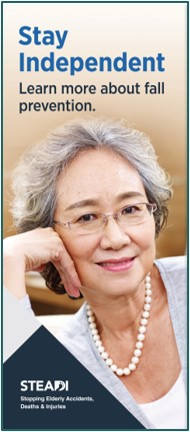 Stay
Independent
Learn more about fall
prevention.
STEADI
Stopping Elderly Accidents,
Deaths & Injuries